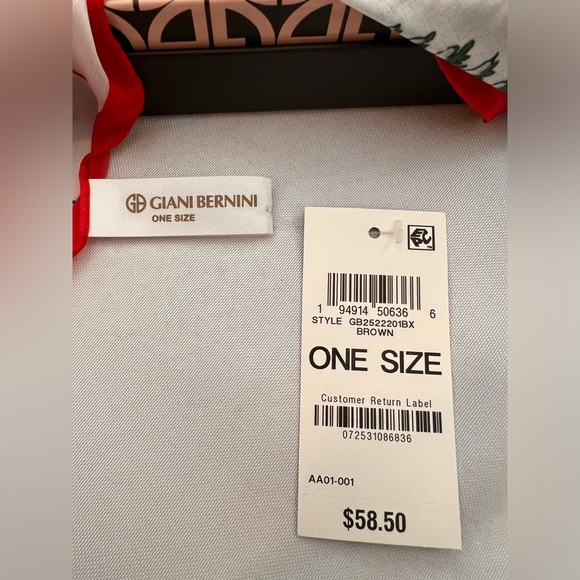 GB GIANI BERNINI
ONE SIZE
1 94914 50636 6
STYLE GB2522201BX
BROWN
ONE SIZE
Customer Return Label
072531086836
AA01-001
$58.50